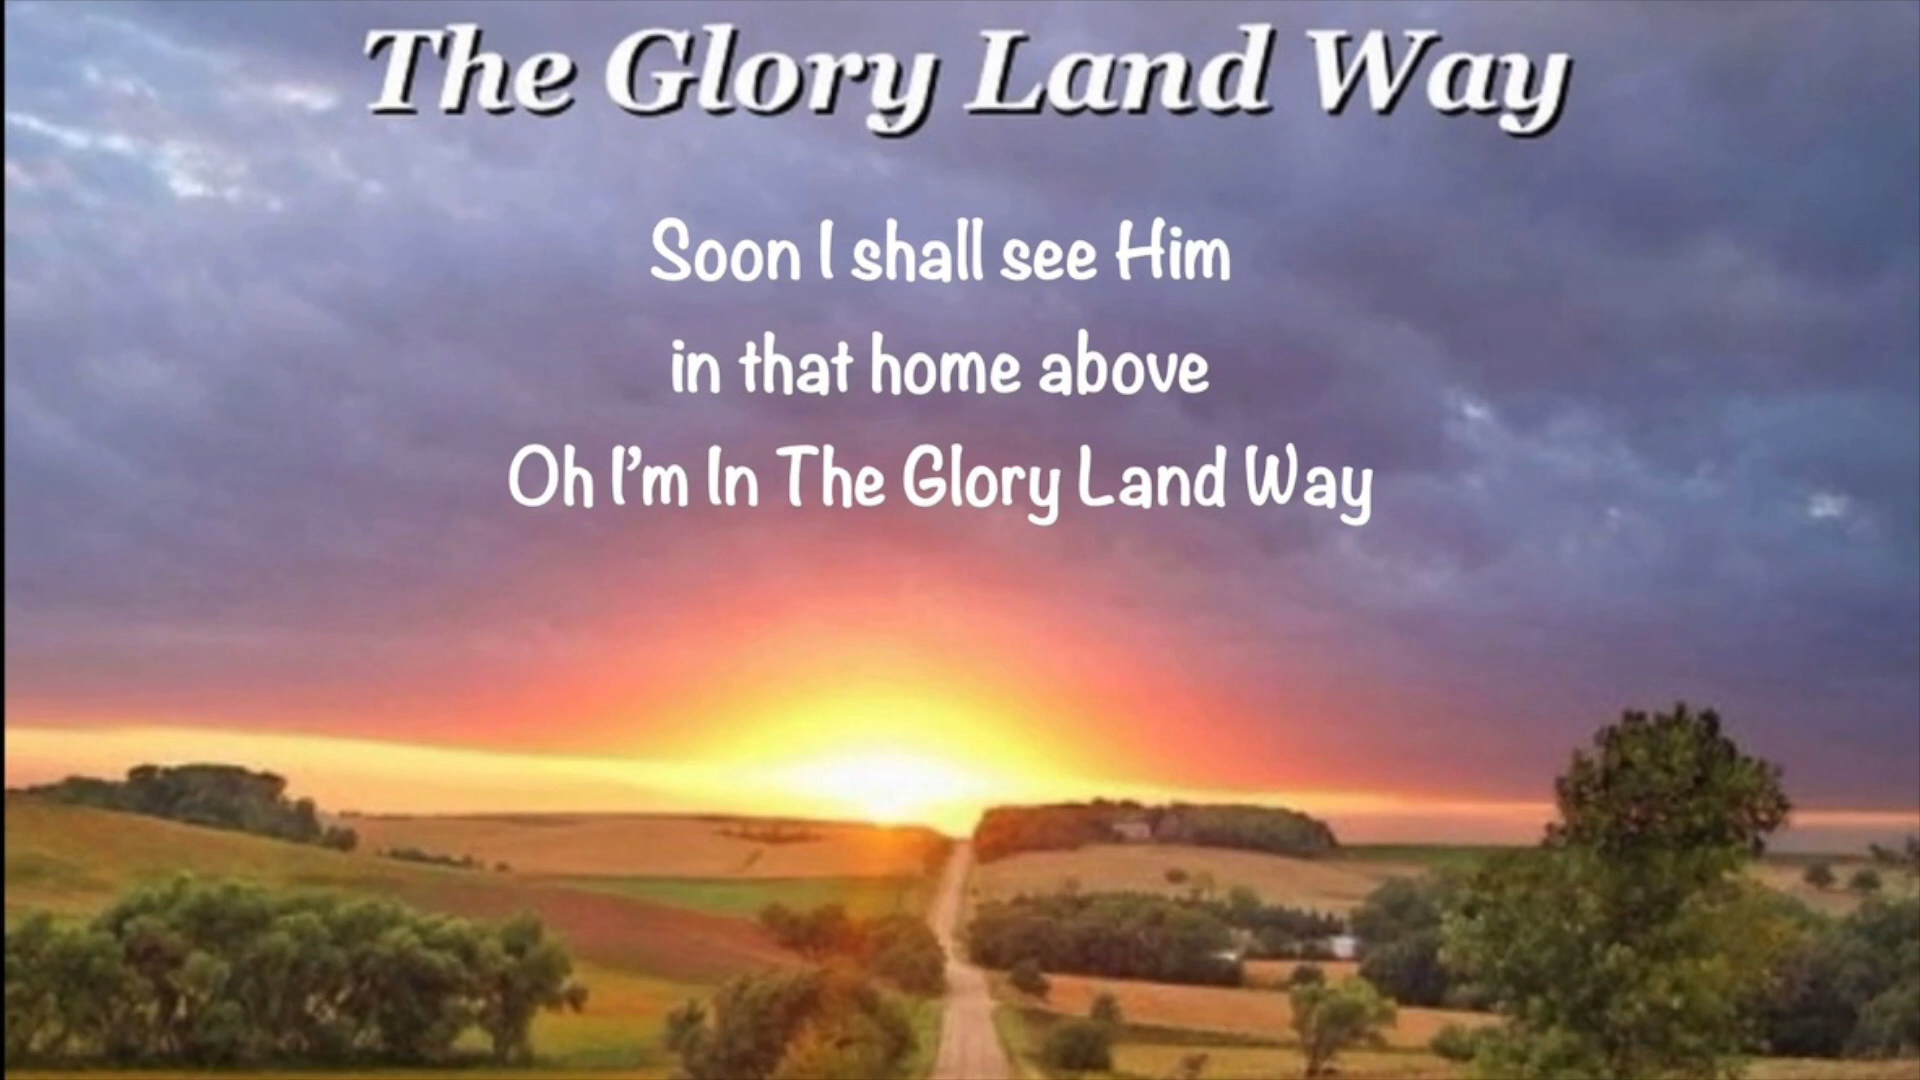 The Glory Land Way
Soon I shall see Him
in that home above
Oh I’m In The Glory Land Way